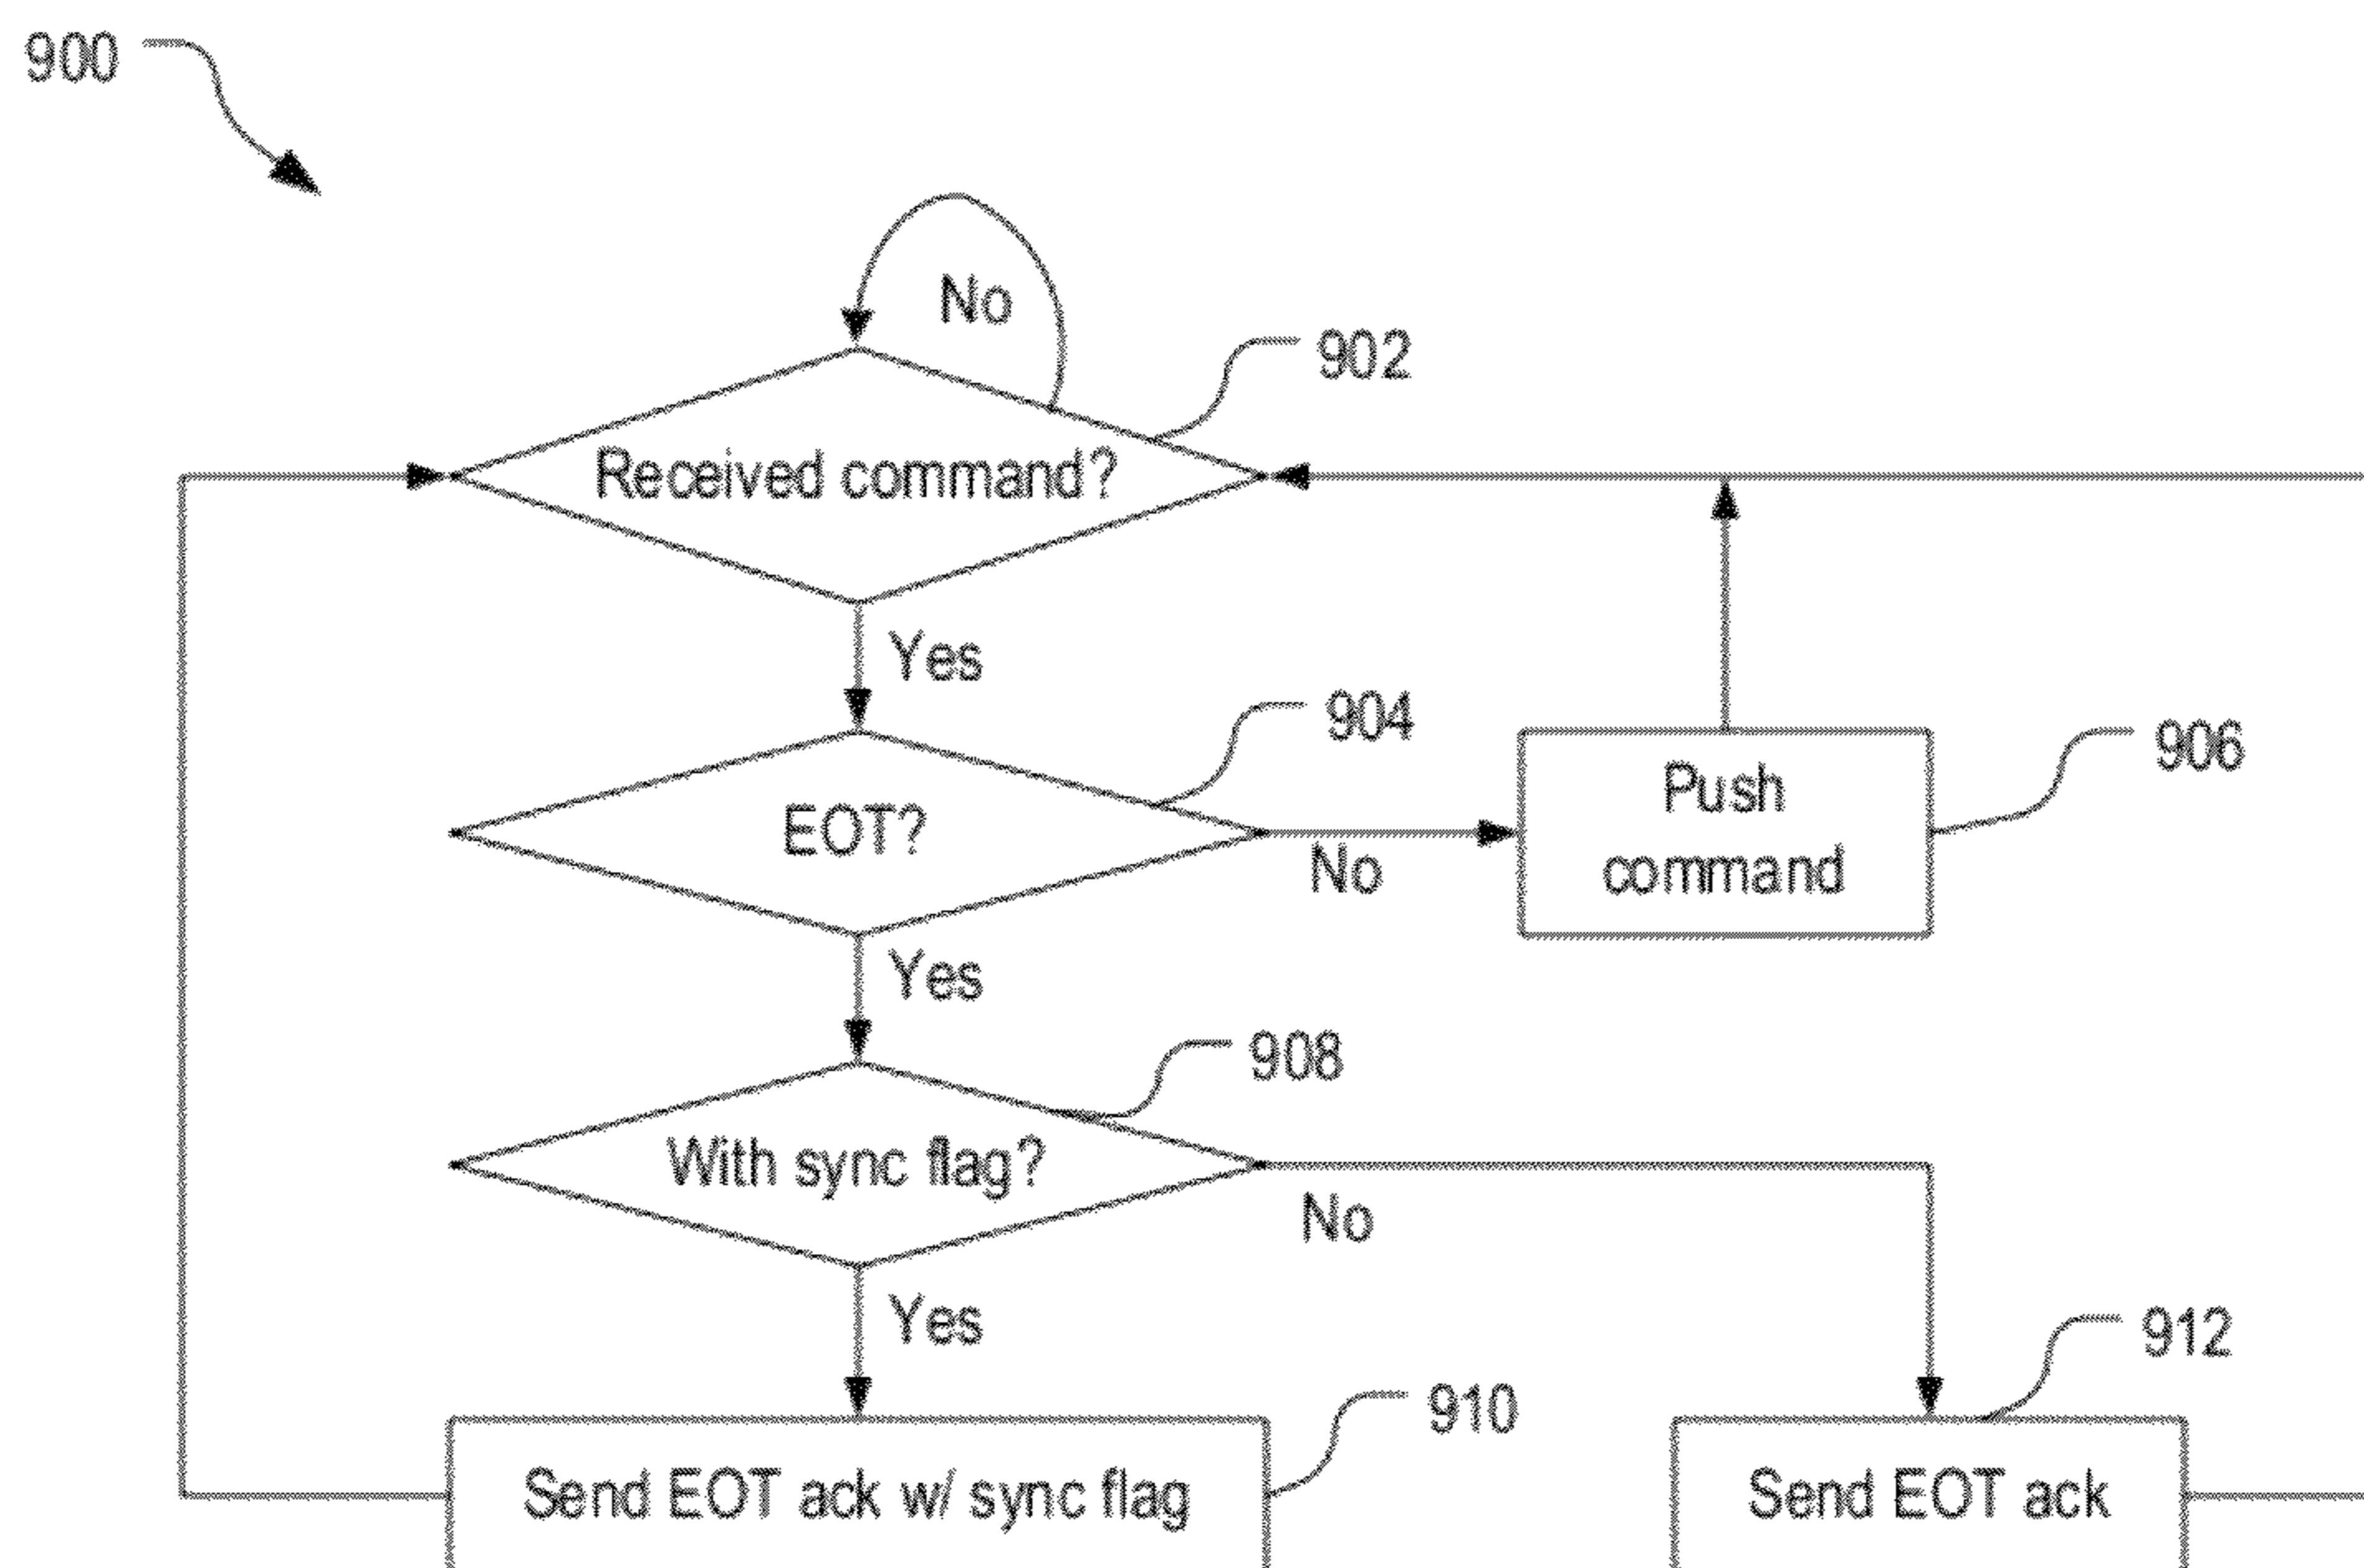 900
No
902
Received command?
Yes
904
EOT?
No
Push
command
906
Yes
908
With sync flag?
No
Yes
912
910
Send EOT ack w/ sync flag
Send EOT ack